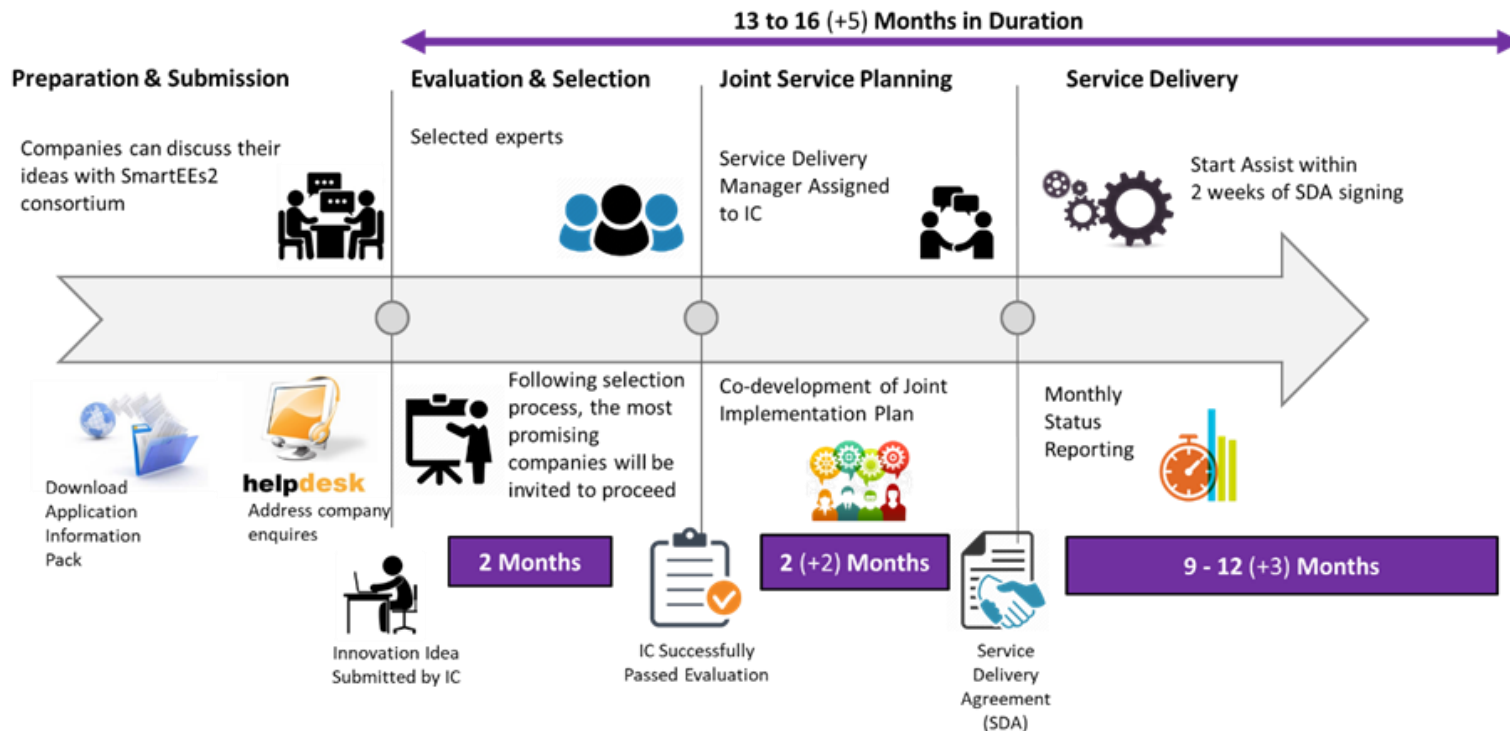 13 to 16 (+5) Months in Duration
Preparation & Submission
Evaluation & Selection
Joint Service Planning
Service Delivery
Companies can discuss their
ideas with SmartEEs2
consortium
Selected experts
Service Delivery
Manager Assigned
to IC
Start Assist within
2 weeks of SDA signing
Download
Application
Information
Pack
helpdesk
Address company
enquires
Following selection
process, the most
promising
companies will be
invited to proceed
Co-development of Joint
Implementation Plan
Monthly
Status
Reporting
2 Months
2 (+2) Months
9 - 12 (+3) Months
Innovation Idea
Submitted by IC
IC Successfully
Passed Evaluation
Service
Delivery
Agreement
(SDA)